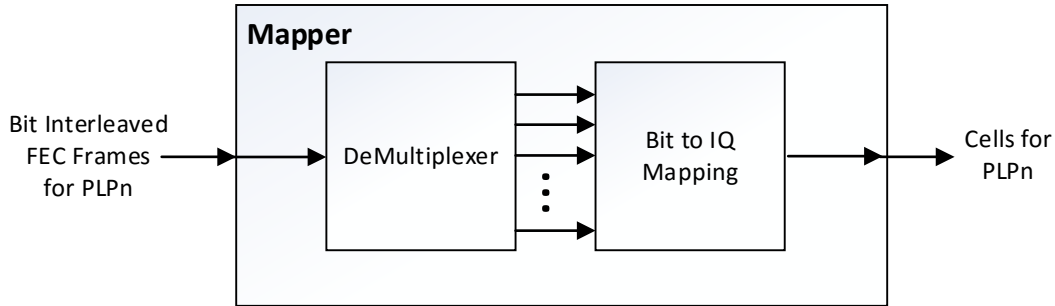 Mapper
Bit Interleaved
FEC Frames
for PLPn
DeMultiplexer
Bit to IQ
Mapping
Cells for
PLPn